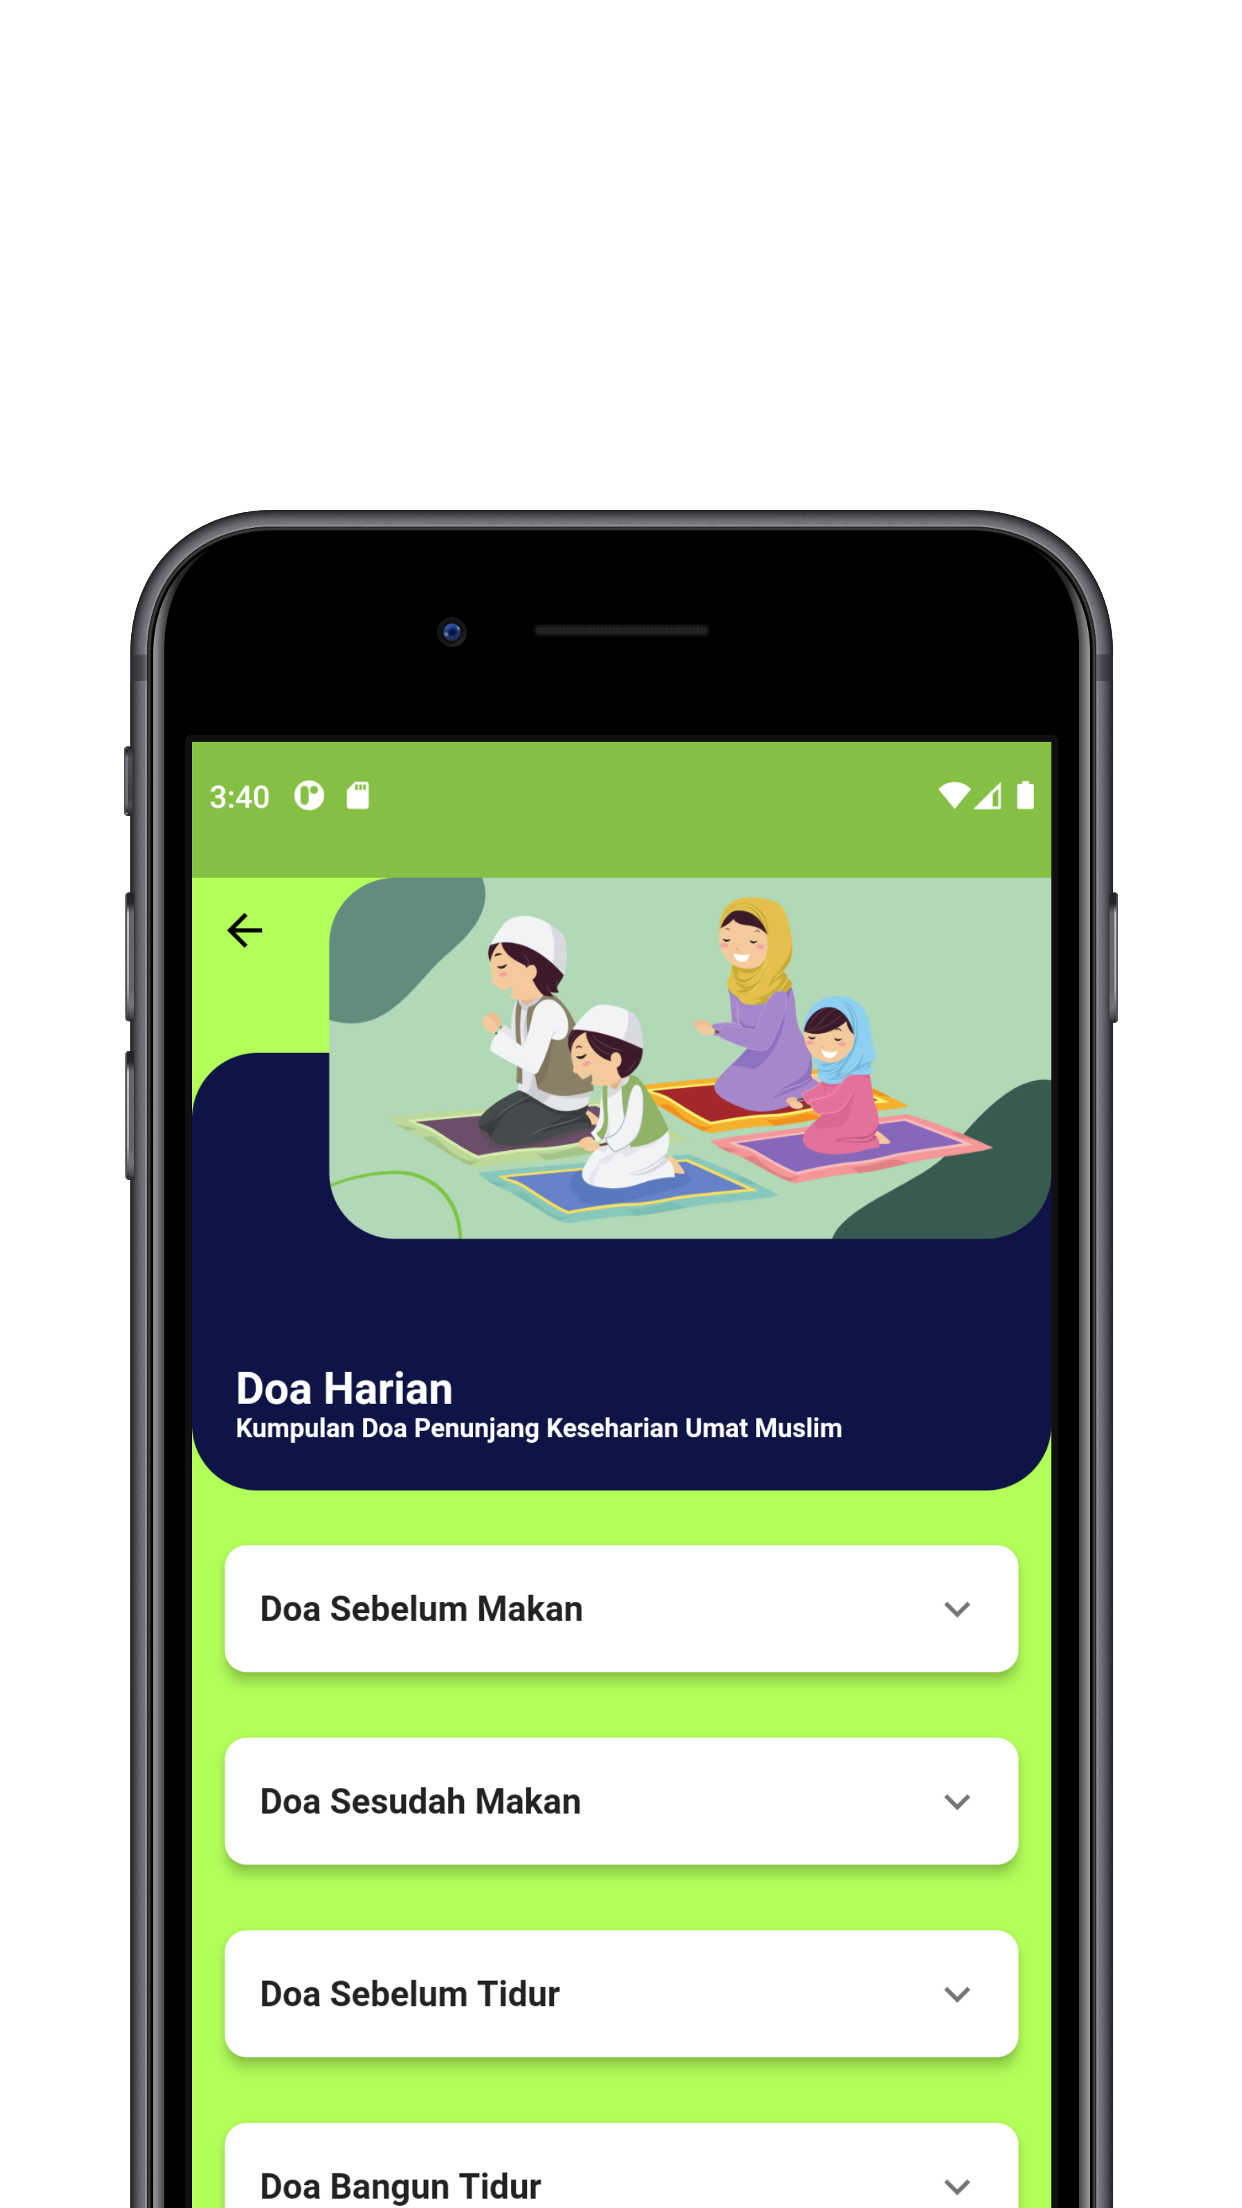 3:40
Doa Harian
Kumpulan Doa Penunjang Keseharian Umat Muslim
Doa Sebelum Makan
Doa Sesudah Makan
Doa Sebelum Tidur
Doa Bangun Tidur